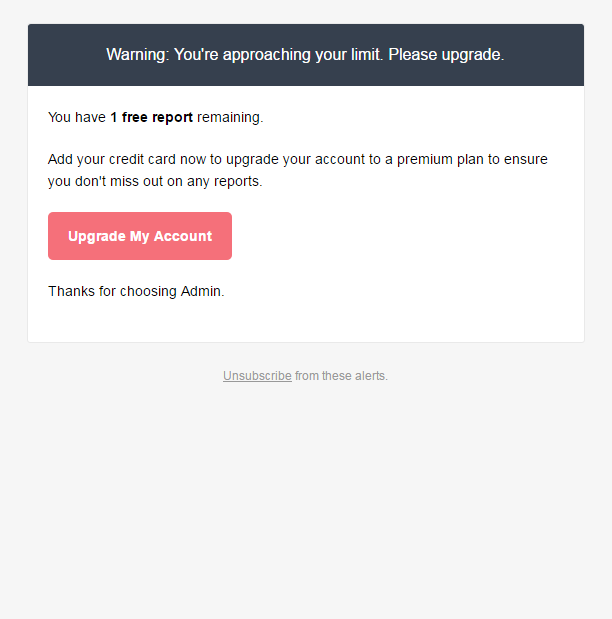 Warning: You're approaching your limit. Please upgrade.
You have 1 free report remaining.
Add your credit card now to upgrade your account to a premium plan to ensure
you don't miss out on any reports.
Upgrade My Account
Thanks for choosing Admin.
Unsubscribe from these alerts.